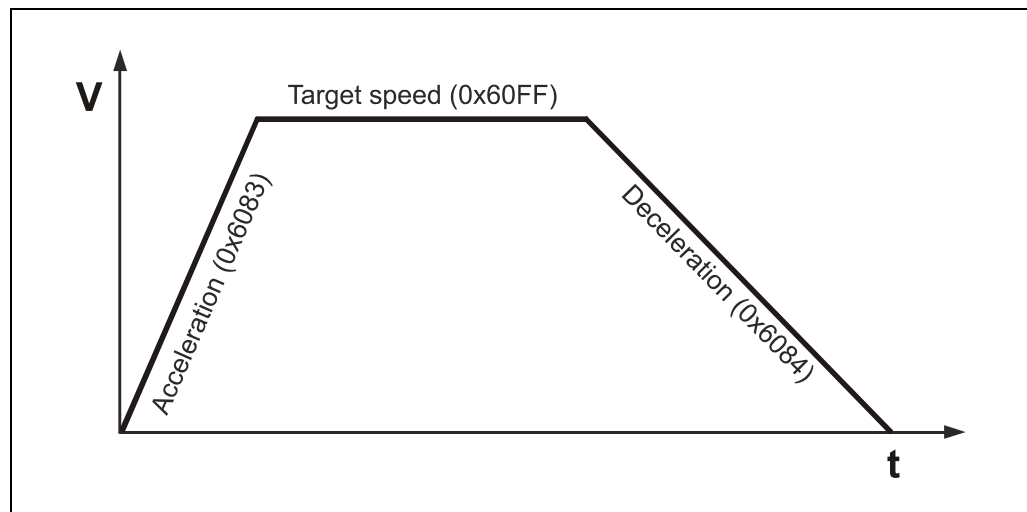 V
Target speed (0x60FF)
Acceleration (0x6083)
Deceleration (0x6084)
t